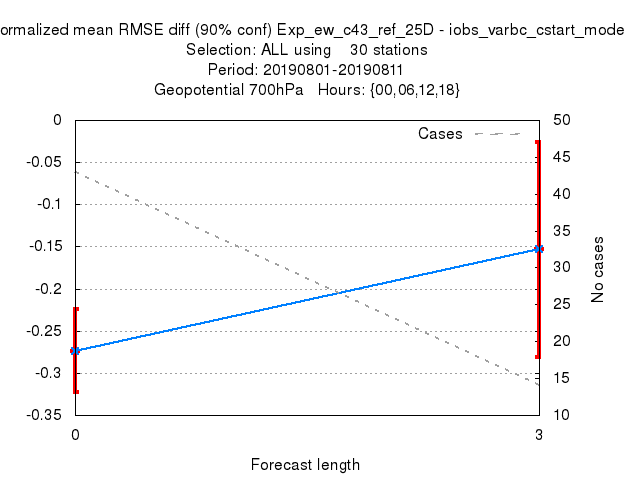 ormalized mean RMSE diff (90% conf) Exp_ew_c43_ref_25D - iobs_varbc_cstart_mode
Selection: ALL using    30 stations
Period: 20190801-20190811
Geopotential 700hPa   Hours: {00,06,12,18}
0
-0.05
-0.1
-0.15
-0.2
-0.25
-0.3
-0.35
Cases
50
45
40
35
30
25
20
15
10
No cases
0
3
Forecast length